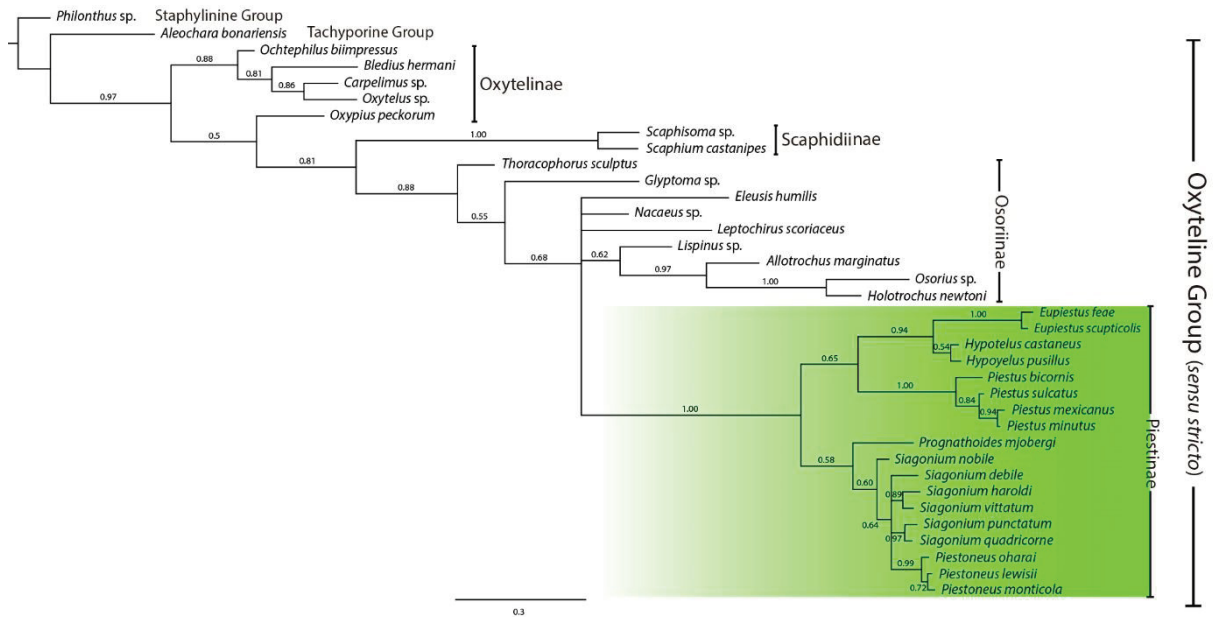 Philonthus sp. Staphylinine Group
Aleochara bonariensis Tachyporine Group
Ochtephilus biimpressus
0.88
Bledius hermani
0.81
Carpelimus sp.
0.86
Oxytelus sp.
Oxytelinae
0.97
Oxypius peckorum
0.5
Scaphisoma sp.
1.00
Scaphium castanipes
Scaphidiinae
0.81
Thoracophorus sculptus
0.88
Glyptoma sp.
0.55
Eleusis humilis
Nacaeus sp.
Leptochirus scoriaceus
Lispinus sp.
0.68
0.62
Allotrochus marginatus
0.97
Osorius sp.
1.00
Holotrochus newtoni
Osoriinae
Eupiestus feae
1.00
Eupiestus scupticolis
0.94
Hypotelus castaneus
0.54
Hypoyelus pusillus
0.65
Piestus bicornis
1.00
Piestus sulcatus
0.84
Piestus mexicanus
0.94
Piestus minutus
1.00
Prognathoides mjobergi
0.58
Siagonium nobile
0.60
Siagonium debile
Siagonium haroldi
0.89
Siagonium vittatum
0.64
Siagonium punctatum
0.97
Siagonium quadricorne
Piestoneus oharai
0.99
Piestoneus lewisii
0.72
Piestoneus monticola
Piestinae
Oxyteline Group (sensu stricto)
0.3